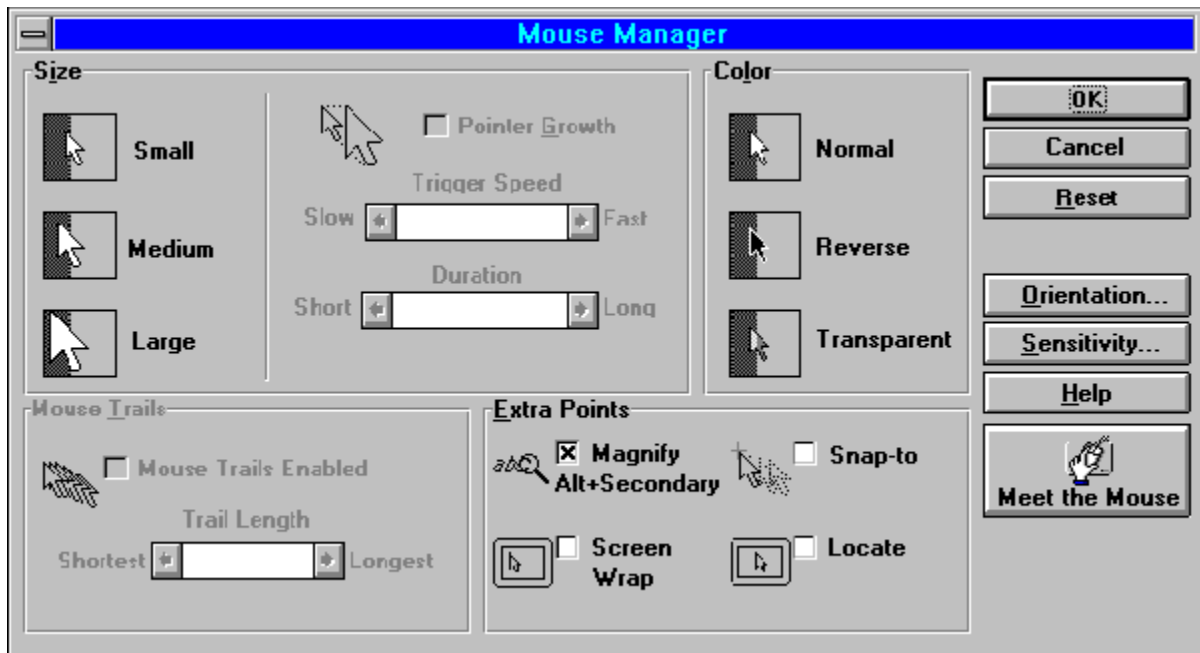 Mouse Manager
Size
Small
Medium
Large
Pointer Growth
Trigger Speed
Slow
Fast
Duration
Short
Long
Color
Normal
Reverse
Transparent
OK
Cancel
Reset
Orientation...
Sensitivity...
Help
Meet the Mouse
Mouse Trails
Mouse Trails Enabled
Trail Length
Shortest
Longest
Extra Points
abc
Magnify
Alt+Secondary
Snap-to
Screen
Wrap
Locate